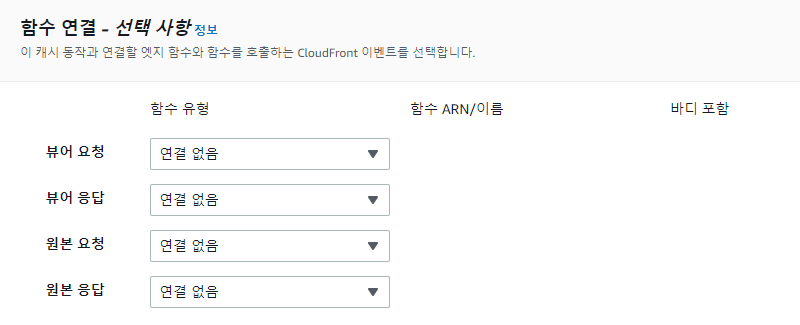 함수 연결 - 선택 사항 정보
이 캐시 동작과 연결할 엣지 함수와 함수를 호출하는 CloudFront 이벤트를 선택합니다.
함수 유형 함수 ARN/이름 바디 포함
뷰어 요청 연결 없음
뷰어 응답 연결 없음
원본 요청 연결 없음
원본 응답 연결 없음